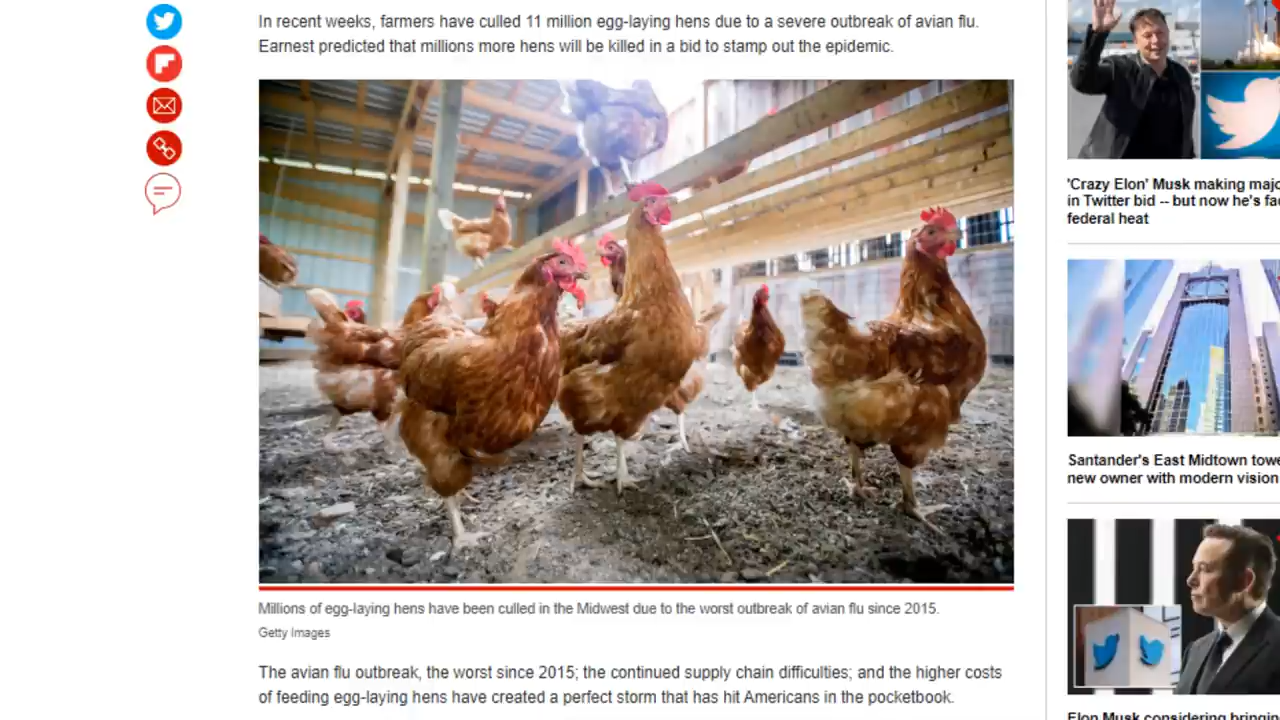 In recent weeks, farmers have culled 11 million egg-laying hens due to a severe outbreak of avian flu.
Earnest predicted that millions more hens will be killed in a bid to stamp out the epidemic.
Millions of egg-laying hens have been culled in the Midwest due to the worst outbreak of avian flu since 2015.
Getty Images
The avian flu outbreak, the worst since 2015; the continued supply chain difficulties; and the higher costs
of feeding egg-laying hens have created a perfect storm that has hit Americans in the pocketbook.
'Crazy Elon' Musk making majo
in Twitter bid -- but now he's fa
federal heat
Santander's East Midtown towe
new owner with modern vision
Elon Musk considering bringin